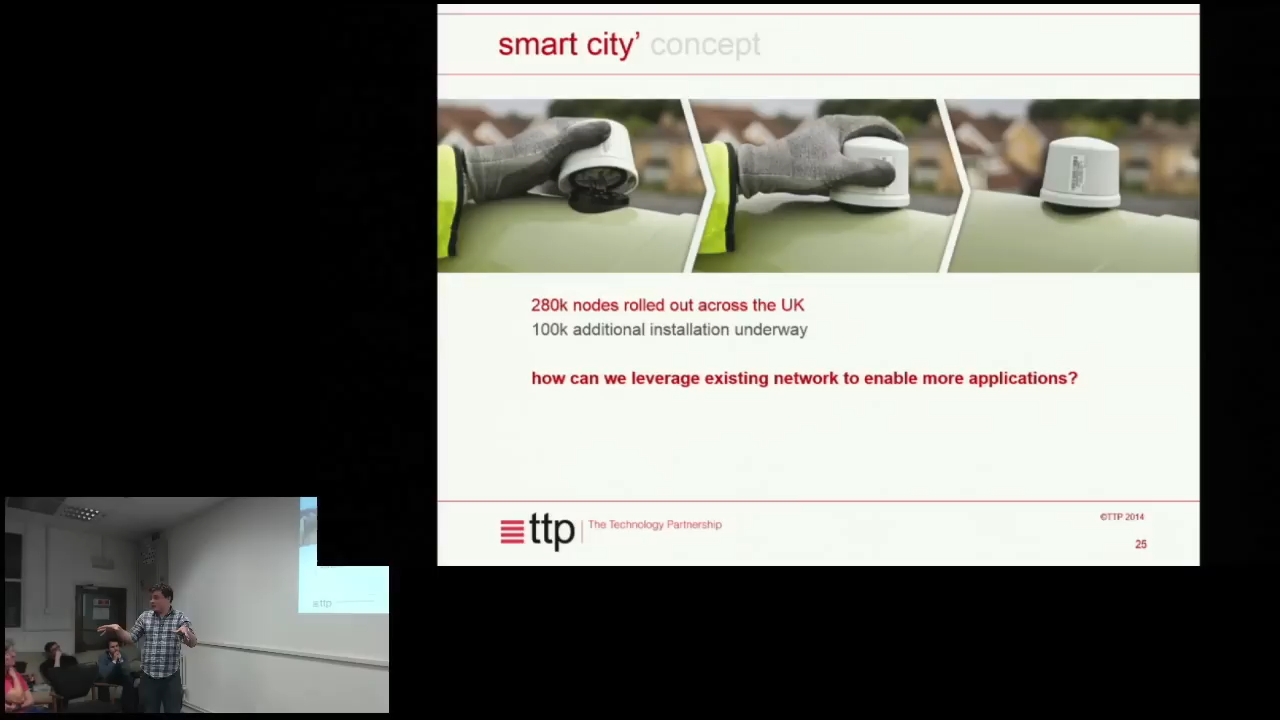 smart city’ concept
280k nodes rolled out across the UK
100k additional installation underway
how can we leverage existing network to enable more applications?
ttp
The Technology Partnership
©TTP 2014
25
ttp